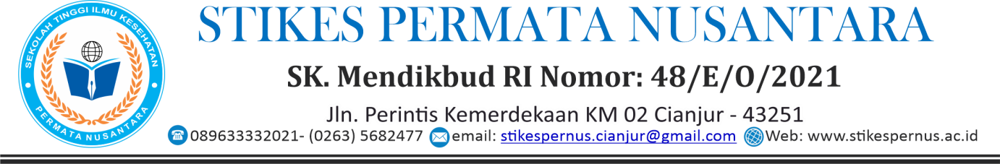 SEKOLAH TINGGI ILMU KESEHATAN
PERMATA NUSANTARA
STIKES PERMATA NUSANTARA
SK. Mendikbud RI Nomor: 48/E/O/2021
Jln. Perintis Kemerdekaan KM 02 Cianjur - 43251
089633332021- (0263) 5682477 email: stikespernus.cianjur@gmail.com Web: www.stikespernus.ac.id